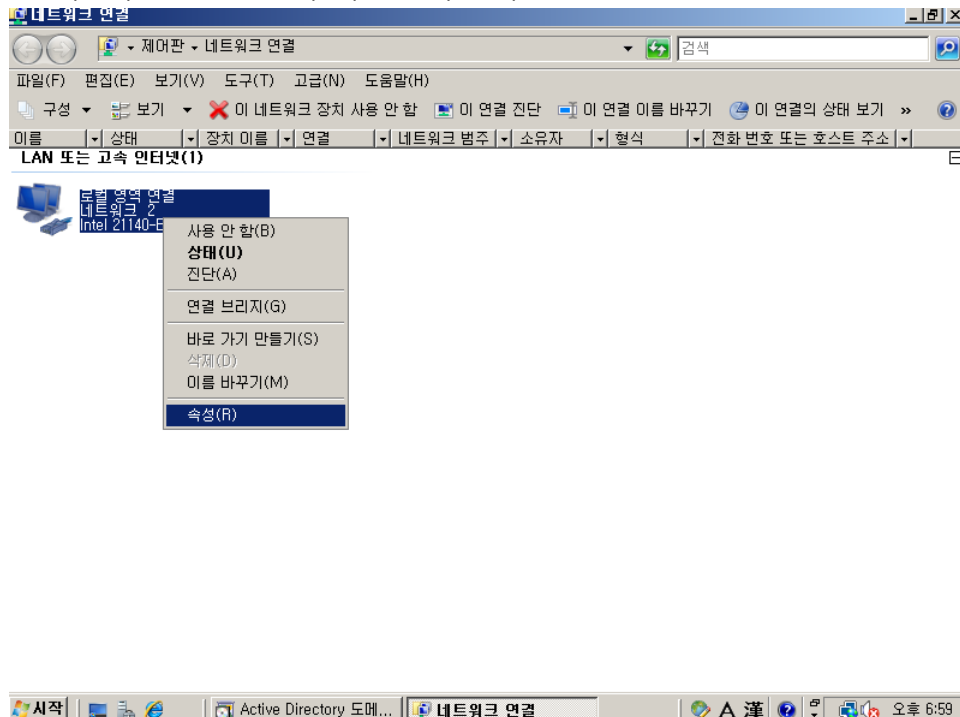 네트워크 연결
제어판 네트워크 연결 검색
파일(F) 편집(E) 보기(V) 도구(T) 고급(N) 도움말(H)
구성 보기 이 네트워크 장치 사용 안 함 이 연결 진단 이 연결 이름 바꾸기 이 연결의 상태 보기 »
이름 상태 장치 이름 연결 네트워크 범주 소유자 형식 전화 번호 또는 호스트 주소
LAN 또는 고속 인터넷(1)
로컬 영역 연결
네트워크 2
Intel 21140-E
사용 안 함(B)
상태(U)
진단(A)
연결 브리지(G)
바로 가기 만들기(S)
삭제(D)
이름 바꾸기(M)
속성(R)
시작 Active Directory 도메... 네트워크 연결 A 漢 오후 6:59